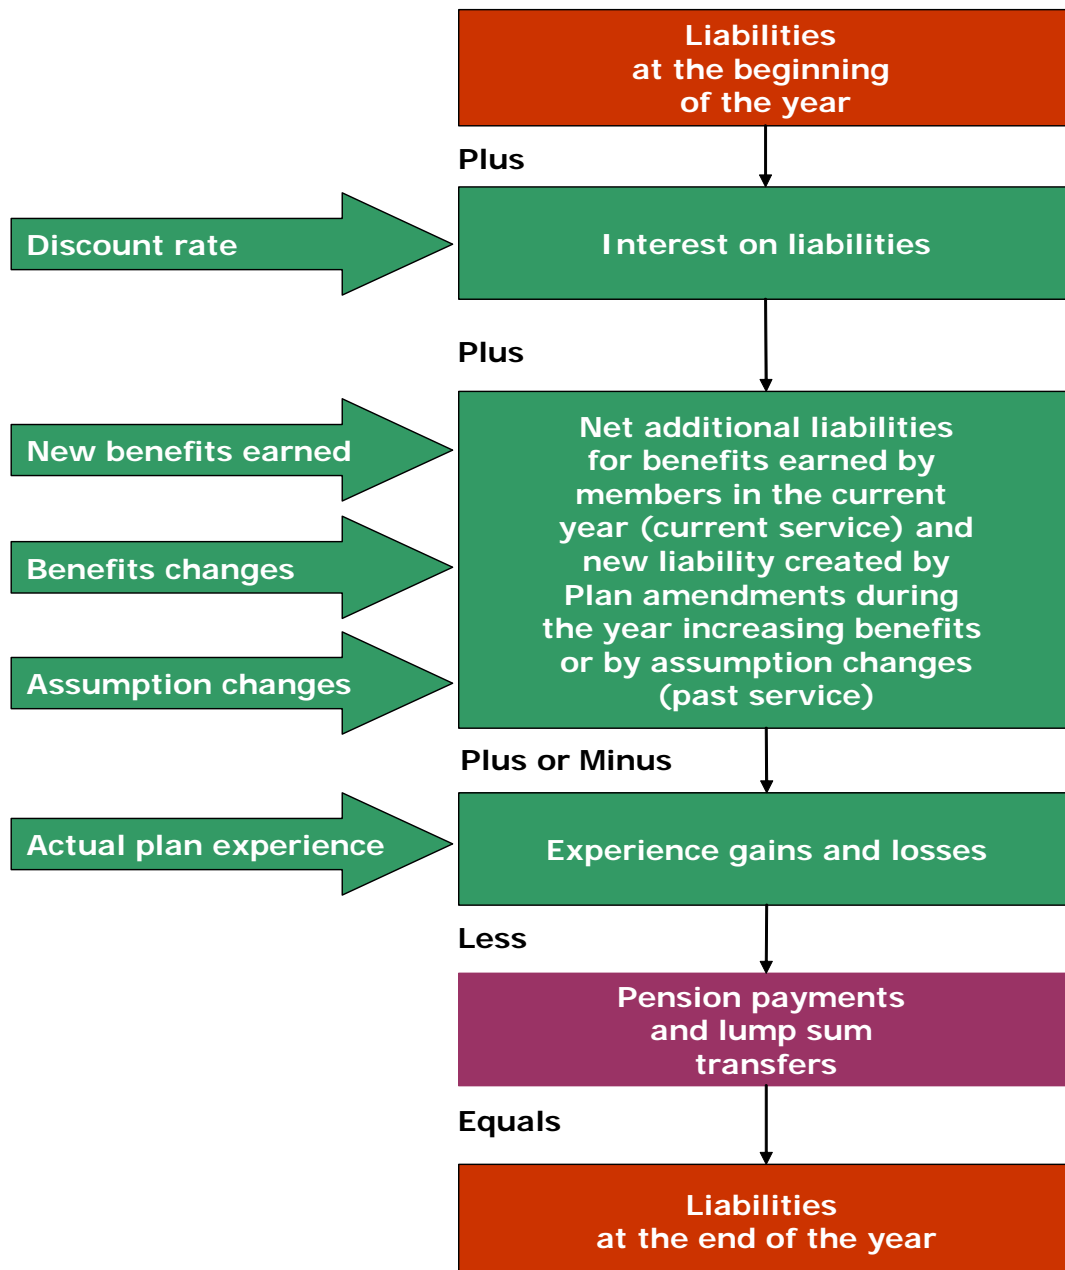 Liabilities
at the beginning
of the year
Plus
Discount rate
Interest on liabilities
Plus
New benefits earned
Benefits changes
Assumption changes
Net additional liabilities
for benefits earned by
members in the current
year (current service) and
new liability created by
Plan amendments during
the year increasing benefits
or by assumption changes
(past service)
Plus or Minus
Actual plan experience
Experience gains and losses
Less
Pension payments
and lump sum
transfers
Equals
Liabilities
at the end of the year